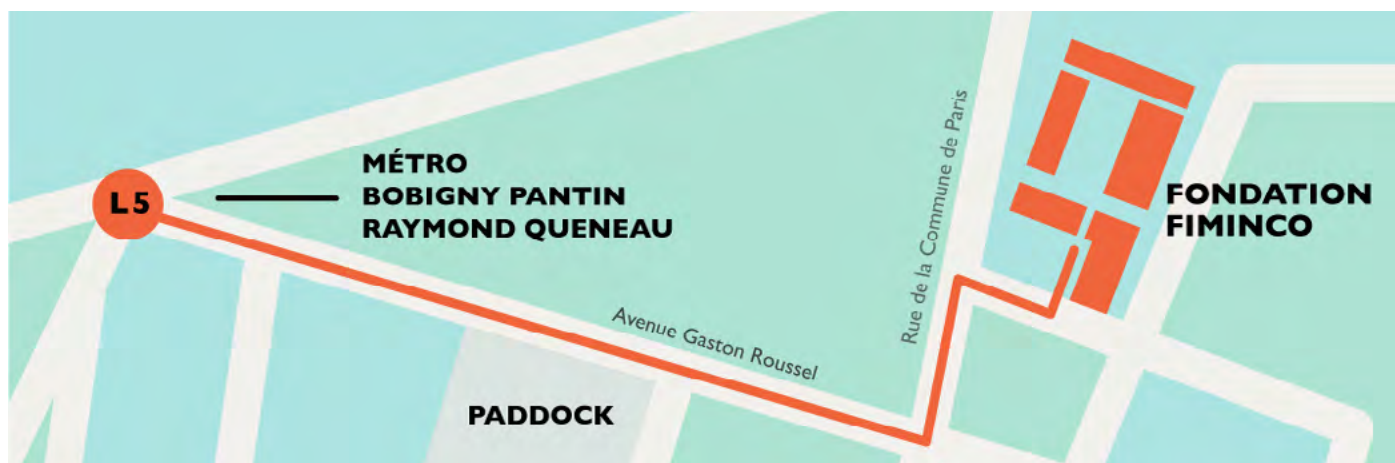 L5
MÉTRO
BOBIGNY PANTIN
RAYMOND QUENEAU
Avenue Gaston Roussel
PADDOCK
Rue de la Commune de Paris
FONDATION
FIMINCO